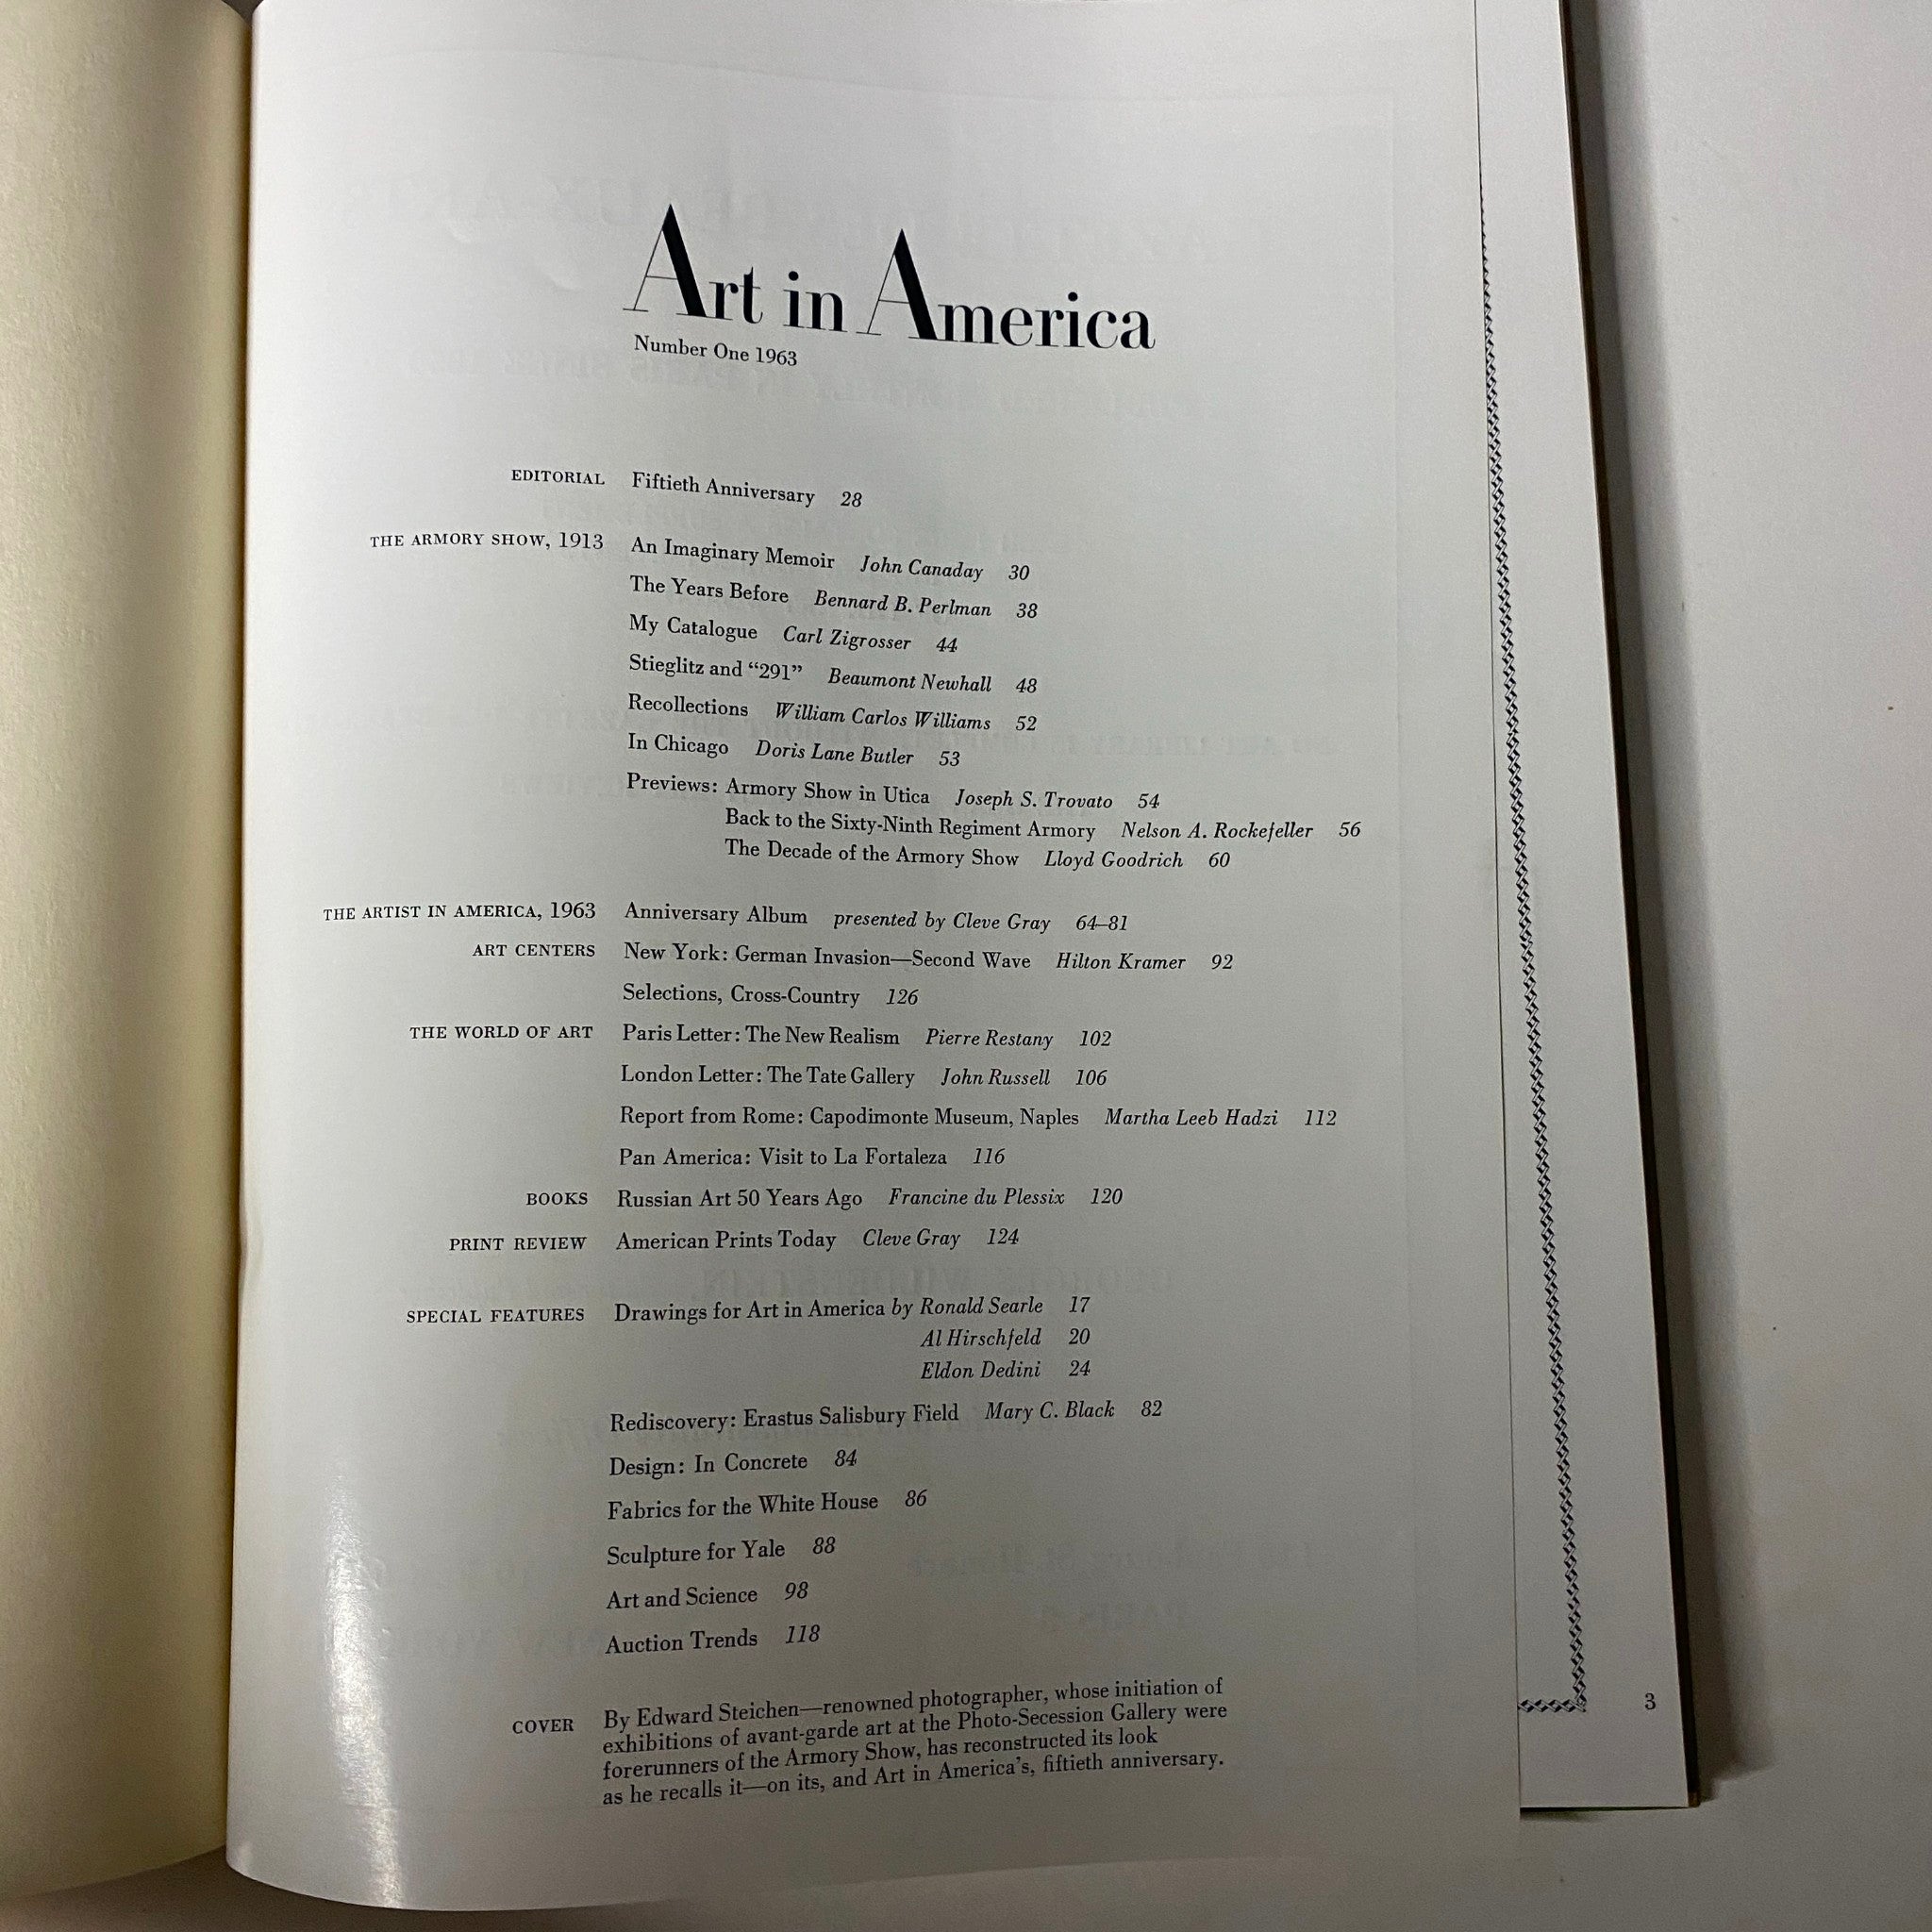 Art in America
Number One 1963
EDITORIAL Fiftieth Anniversary 28
THE ARMORY SHOW, 1913 An Imaginary Memoir John Canaday 30
The Years Before Bennard B. Perlman 38
My Catalogue Carl Zigrosser 44
Stieglitz and “291” Beaumont Newhall 48
Recollections William Carlos Williams 52
In Chicago Doris Lane Butler 53
Previews: Armory Show in Utica Joseph S. Trovato 54
Back to the Sixty-Ninth Regiment Armory Nelson A. Rockefeller 56
The Decade of the Armory Show Lloyd Goodrich 60
THE ARTIST IN AMERICA, 1963 Anniversary Album presented by Cleve Gray 64–81
ART CENTERS New York: German Invasion—Second Wave Hilton Kramer 92
Selections, Cross-Country 126
THE WORLD OF ART Paris Letter: The New Realism Pierre Restany 102
London Letter: The Tate Gallery John Russell 106
Report from Rome: Capodimonte Museum, Naples Martha Leeb Hadzi 112
Pan America: Visit to La Fortaleza 116
BOOKS Russian Art 50 Years Ago Francine du Plessix 120
PRINT REVIEW American Prints Today Cleve Gray 124
SPECIAL FEATURES Drawings for Art in America by Ronald Searle 17
Al Hirschfeld 20
Eldon Dedini 24
Rediscovery: Erastus Salisbury Field Mary C. Black 82
Design: In Concrete 84
Fabrics for the White House 86
Sculpture for Yale 88
Art and Science 98
Auction Trends 118
COVER By Edward Steichen—renowned photographer, whose initiation of
exhibitions of avant-garde art at the Photo-Secession Gallery were
forerunners of the Armory Show, has reconstructed its look
as he recalls it—on its, and Art in America’s, fiftieth anniversary.
3